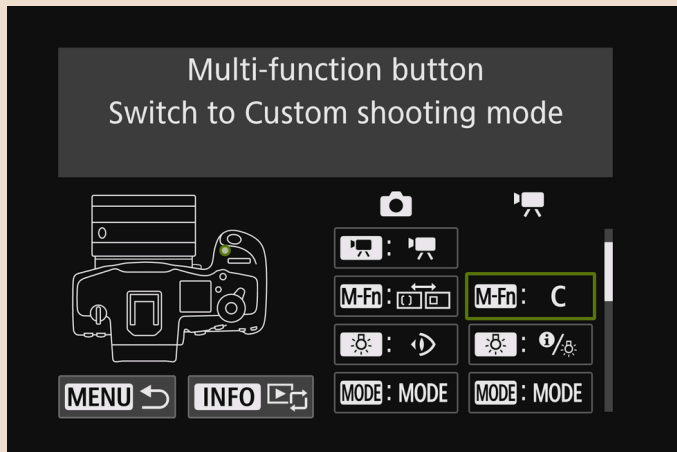 Multi-function button
Switch to Custom shooting mode
M-Fn : M-Fn : C
MODE : MODE MODE : MODE
MENU INFO